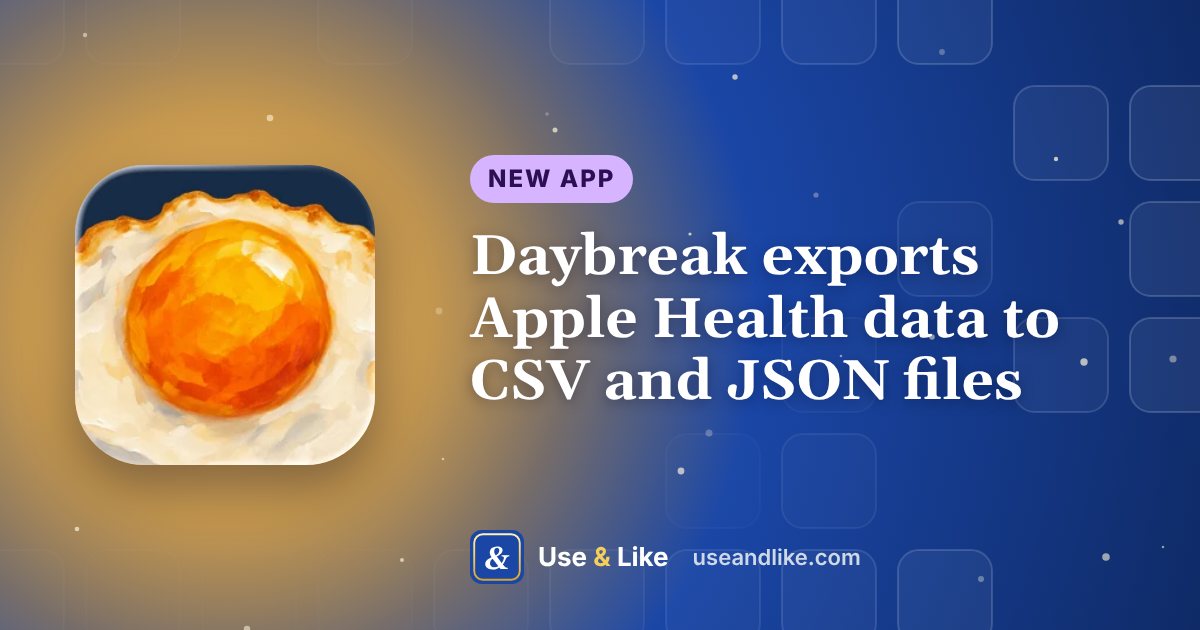 NEW APP
Daybreak exports
Apple Health data to
CSV and JSON files
& Use & Like useandlike.com